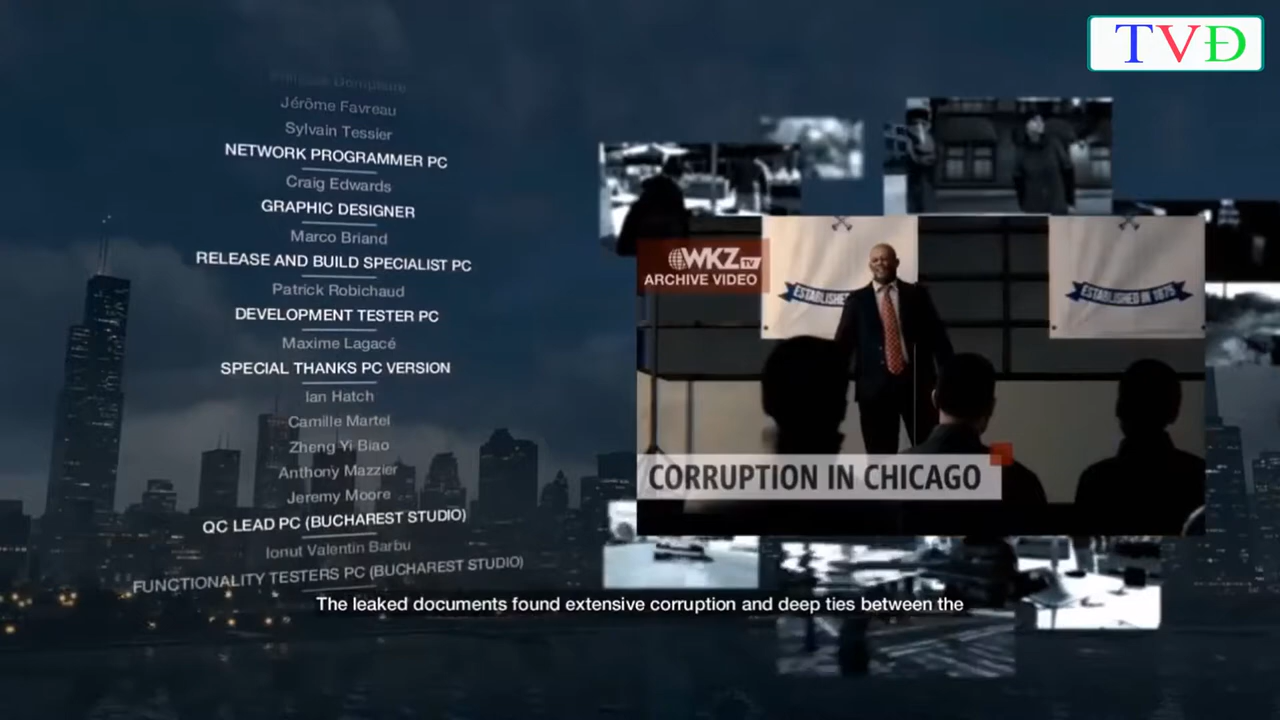 TVĐ
Jérôme Favreau
Sylvain Tessier
NETWORK PROGRAMMER PC
Craig Edwards
GRAPHIC DESIGNER
Marco Briand
RELEASE AND BUILD SPECIALIST PC
Patrick Robichaud
DEVELOPMENT TESTER PC
Maxime Lagacé
SPECIAL THANKS PC VERSION
Ian Hatch
Camille Martel
Zheng Yi Biao
Anthony Mazzier
Jeremy Moore
QC LEAD PC (BUCHAREST STUDIO)
Ionut Valentin Barbu
FUNCTIONALITY TESTERS PC (BUCHAREST STUDIO)
WKZ TV
ARCHIVE VIDEO
ESTABLISHE
ESTABLISHED IN 1875
CORRUPTION IN CHICAGO
The leaked documents found extensive corruption and deep ties between the